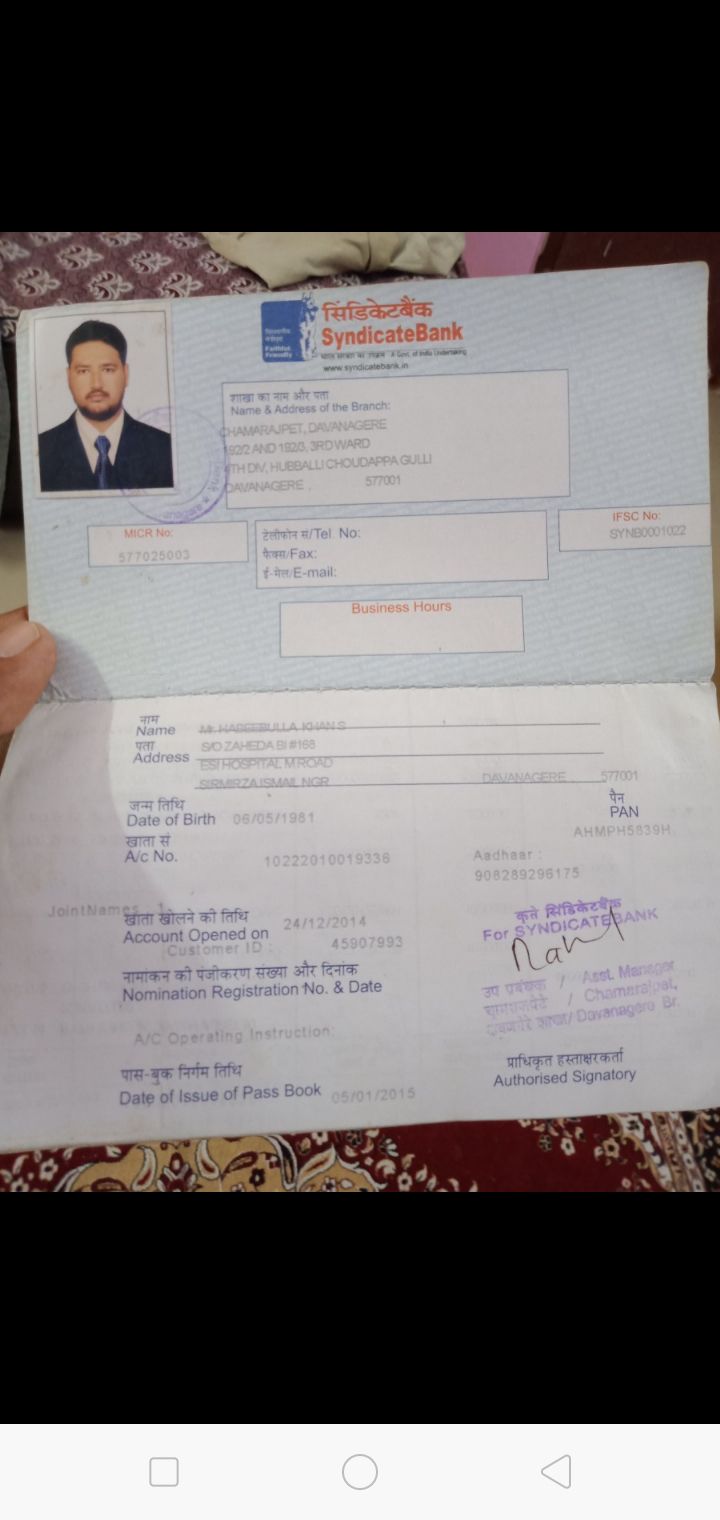 सिंडिकेटबैंक
SyndicateBank
विश्वसनीय
Faithful,
Friendly
भारत सरकार का उपक्रम A Govt. of India Undertaking
www.syndicatebank.in
शाखा का नाम और पता
Name & Address of the Branch:
CHAMARAJPET, DAVANAGERE
192/2 AND 192/3, 3RD WARD
4TH DIV, HUBBALLI CHOUDAPPA GULLI
DAVANAGERE . 577001
MICR No:
577025003
टेलीफोन सं/Tel. No:
फैक्स/Fax:
ई-मेल/E-mail:
IFSC No:
SYNB0001022
Business Hours
नाम
Name Mr. HABEEBULLA KHAN S
पता
Address S/O ZAHEDA BI #168
ESI HOSPITAL M ROAD
SIRMIRZA ISMAIL NGR DAVANAGERE . 577001
जन्म तिथि
Date of Birth 06/05/1981
पैन
PAN
AHMPH5839H
खाता सं
A/c No. 10222010019336
Aadhaar :
908289296175
JointNames
खाता खोलने की तिथि
Account Opened on 24/12/2014
Customer ID : 45907993
कृते सिंडिकेटबैंक
For SYNDICATE BANK
नामांकन की पंजीकरण संख्या और दिनांक
Nomination Registration No. & Date
उप प्रबंधक / Asst. Manager
/ Chamarajpet,
शाखा/ Davanagere Br.
A/C Operating Instruction:
पास-बुक निर्गम तिथि
Date of Issue of Pass Book 05/01/2015
प्राधिकृत हस्ताक्षरकर्ता
Authorised Signatory